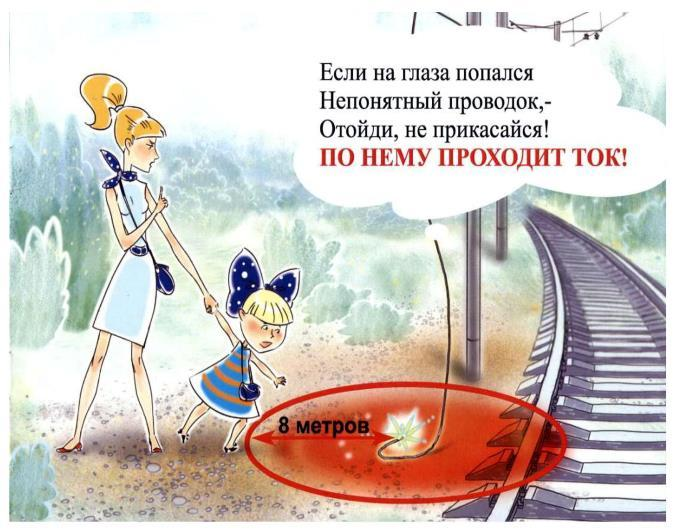 Если на глаза попался
Непонятный проводок,-
Отойди, не прикасайся!
ПО НЕМУ ПРОХОДИТ ТОК!
8 метров